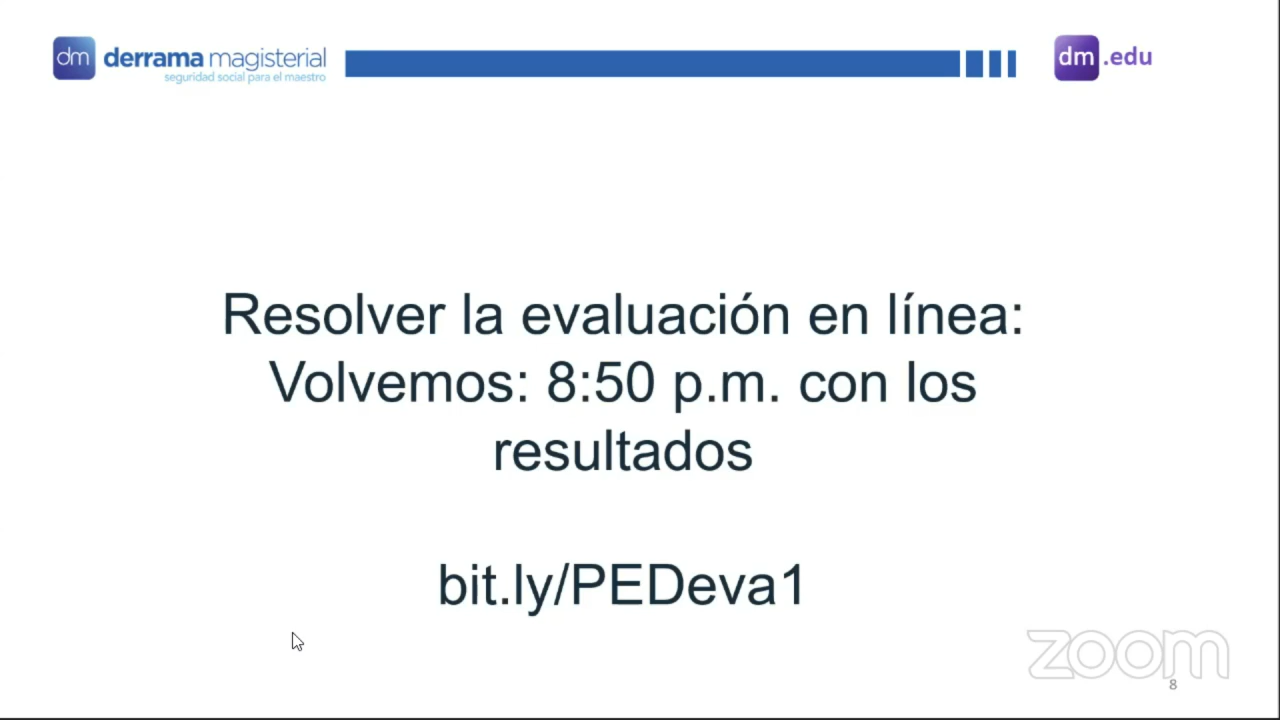 dm derrama magisterial
seguridad social para el maestro
dm .edu
Resolver la evaluación en línea:
Volvemos: 8:50 p.m. con los
resultados
bit.ly/PEDeva1
zoom
8